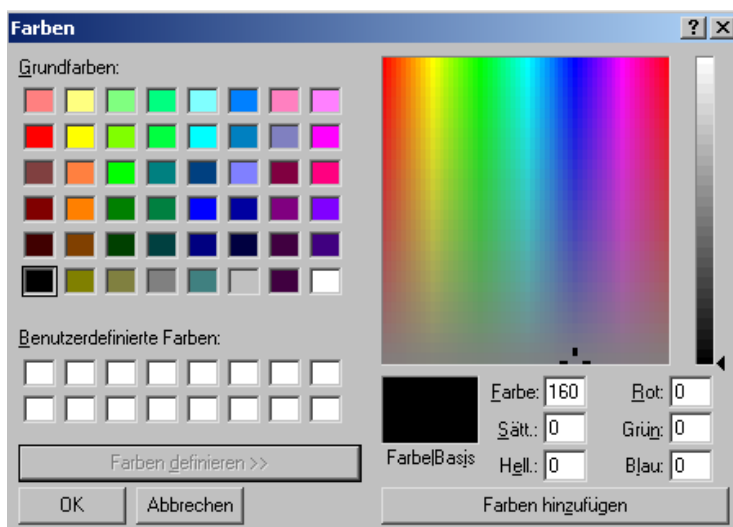 Farben
Grundfarben:
Benutzerdefinierte Farben:
Farben definieren >>
OK Abbrechen
Farbe|Basis
Farbe: 160 Rot: 0
Sätt.: 0 Grün: 0
Hell.: 0 Blau: 0
Farben hinzufügen